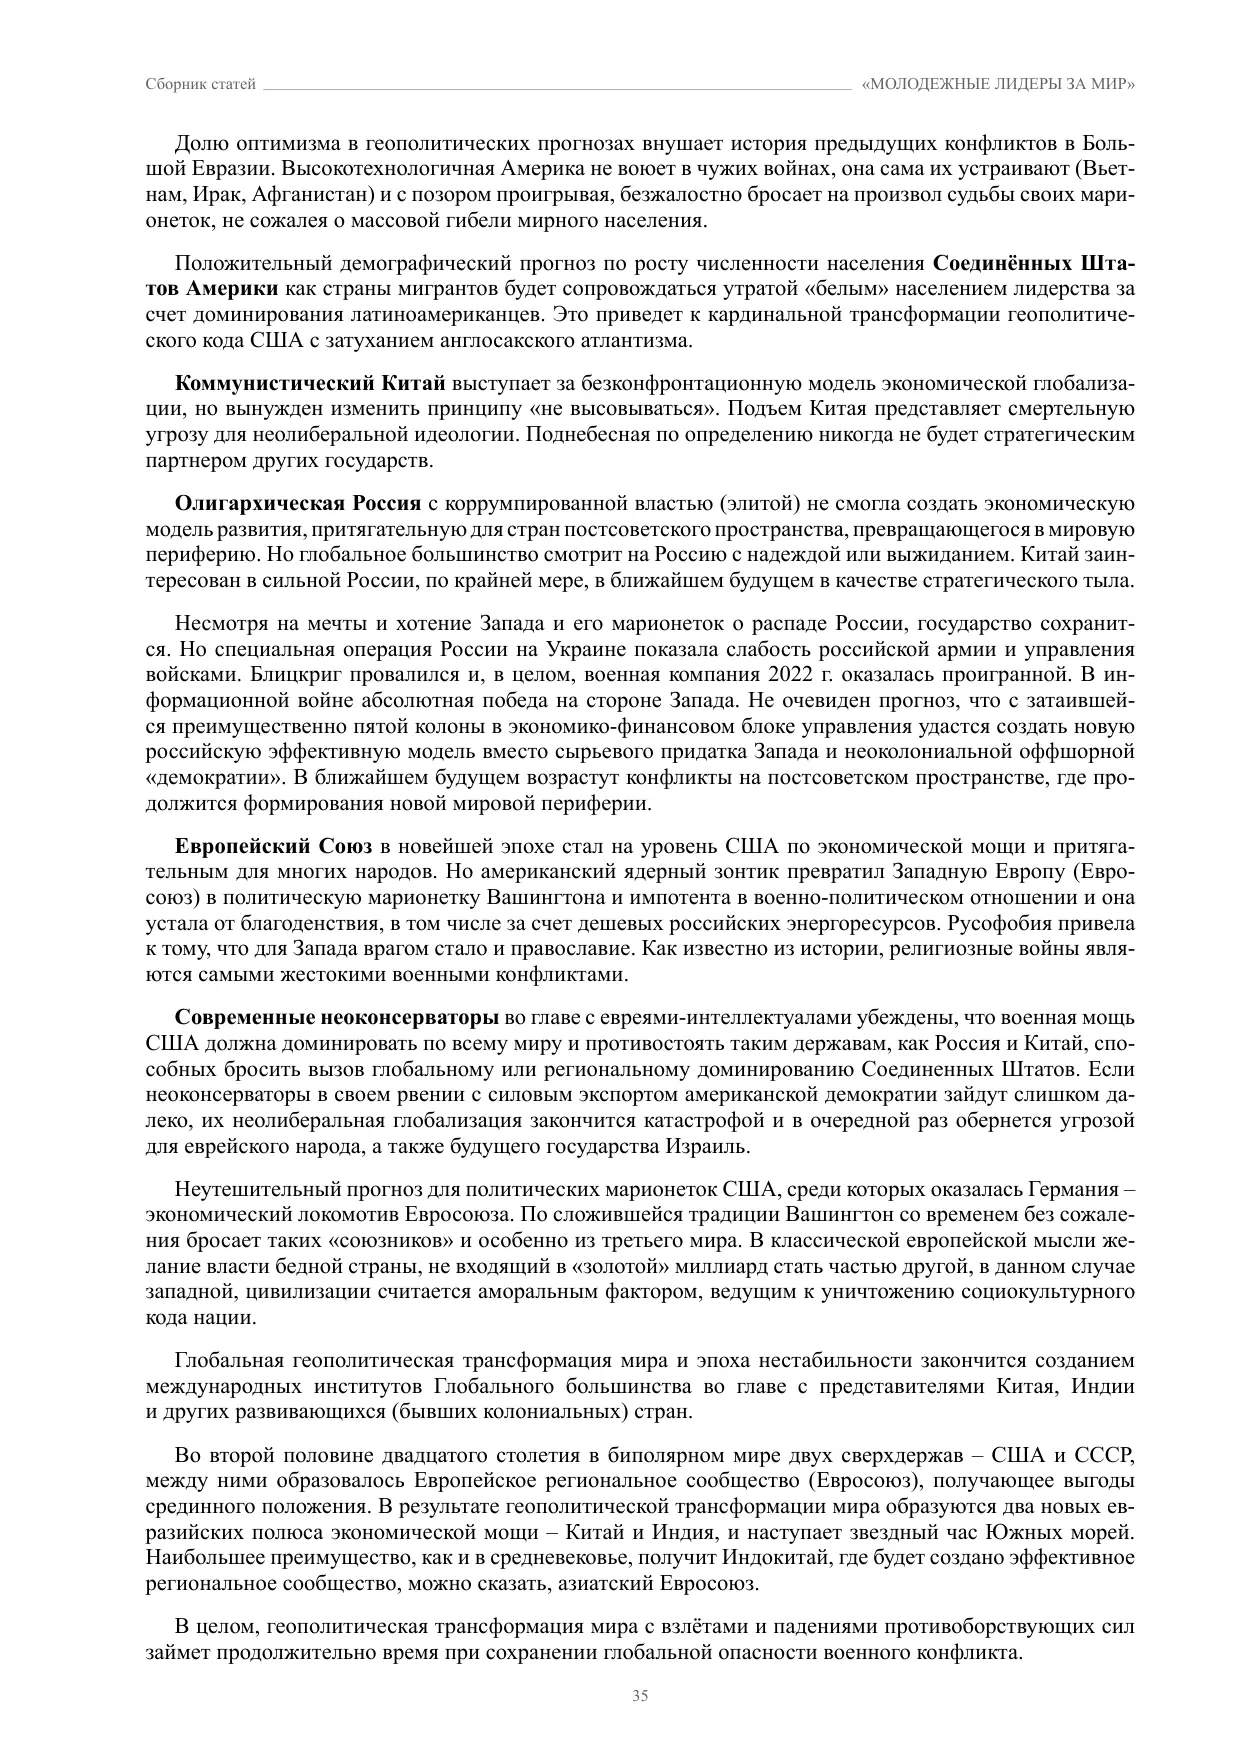 Сборник статей «МОЛОДЕЖНЫЕ ЛИДЕРЫ ЗА МИР»
Долю оптимизма в геополитических прогнозах внушает история предыдущих конфликтов в Боль-
шой Евразии. Высокотехнологичная Америка не воюет в чужих войнах, она сама их устраивают (Вьет-
нам, Ирак, Афганистан) и с позором проигрывая, безжалостно бросает на произвол судьбы своих мари-
онеток, не сожалея о массовой гибели мирного населения.
Положительный демографический прогноз по росту численности населения Соединённых Шта-
тов Америки как страны мигрантов будет сопровождаться утратой «белым» населением лидерства за
счет доминирования латиноамериканцев. Это приведет к кардинальной трансформации геополитиче-
ского кода США с затуханием англосакского атлантизма.
Коммунистический Китай выступает за безконфронтационную модель экономической глобализа-
ции, но вынужден изменить принципу «не высовываться». Подъем Китая представляет смертельную
угрозу для неолиберальной идеологии. Поднебесная по определению никогда не будет стратегическим
партнером других государств.
Олигархическая Россия с коррумпированной властью (элитой) не смогла создать экономическую
модель развития, притягательную для стран постсоветского пространства, превращающегося в мировую
периферию. Но глобальное большинство смотрит на Россию с надеждой или выжиданием. Китай заин-
тересован в сильной России, по крайней мере, в ближайшем будущем в качестве стратегического тыла.
Несмотря на мечты и хотение Запада и его марионеток о распаде России, государство сохранит-
ся. Но специальная операция России на Украине показала слабость российской армии и управления
войсками. Блицкриг провалился и, в целом, военная компания 2022 г. оказалась проигранной. В ин-
формационной войне абсолютная победа на стороне Запада. Не очевиден прогноз, что с затаившей-
ся преимущественно пятой колоны в экономико-финансовом блоке управления удастся создать новую
российскую эффективную модель вместо сырьевого придатка Запада и неоколониальной оффшорной
«демократии». В ближайшем будущем возрастут конфликты на постсоветском пространстве, где про-
должится формирования новой мировой периферии.
Европейский Союз в новейшей эпохе стал на уровень США по экономической мощи и притяга-
тельным для многих народов. Но американский ядерный зонтик превратил Западную Европу (Евро-
союз) в политическую марионетку Вашингтона и импотента в военно-политическом отношении и она
устала от благоденствия, в том числе за счет дешевых российских энергоресурсов. Русофобия привела
к тому, что для Запада врагом стало и православие. Как известно из истории, религиозные войны явля-
ются самыми жестокими военными конфликтами.
Современные неоконсерваторы во главе с евреями-интеллектуалами убеждены, что военная мощь
США должна доминировать по всему миру и противостоять таким державам, как Россия и Китай, спо-
собных бросить вызов глобальному или региональному доминированию Соединенных Штатов. Если
неоконсерваторы в своем рвении с силовым экспортом американской демократии зайдут слишком да-
леко, их неолиберальная глобализация закончится катастрофой и в очередной раз обернется угрозой
для еврейского народа, а также будущего государства Израиль.
Неутешительный прогноз для политических марионеток США, среди которых оказалась Германия –
экономический локомотив Евросоюза. По сложившейся традиции Вашингтон со временем без сожале-
ния бросает таких «союзников» и особенно из третьего мира. В классической европейской мысли же-
лание власти бедной страны, не входящий в «золотой» миллиард стать частью другой, в данном случае
западной, цивилизации считается аморальным фактором, ведущим к уничтожению социокультурного
кода нации.
Глобальная геополитическая трансформация мира и эпоха нестабильности закончится созданием
международных институтов Глобального большинства во главе с представителями Китая, Индии
и других развивающихся (бывших колониальных) стран.
Во второй половине двадцатого столетия в биполярном мире двух сверхдержав – США и СССР,
между ними образовалось Европейское региональное сообщество (Евросоюз), получающее выгоды
срединного положения. В результате геополитической трансформации мира образуются два новых ев-
разийских полюса экономической мощи – Китай и Индия, и наступает звездный час Южных морей.
Наибольшее преимущество, как и в средневековье, получит Индокитай, где будет создано эффективное
региональное сообщество, можно сказать, азиатский Евросоюз.
В целом, геополитическая трансформация мира с взлётами и падениями противоборствующих сил
займет продолжительно время при сохранении глобальной опасности военного конфликта.
35